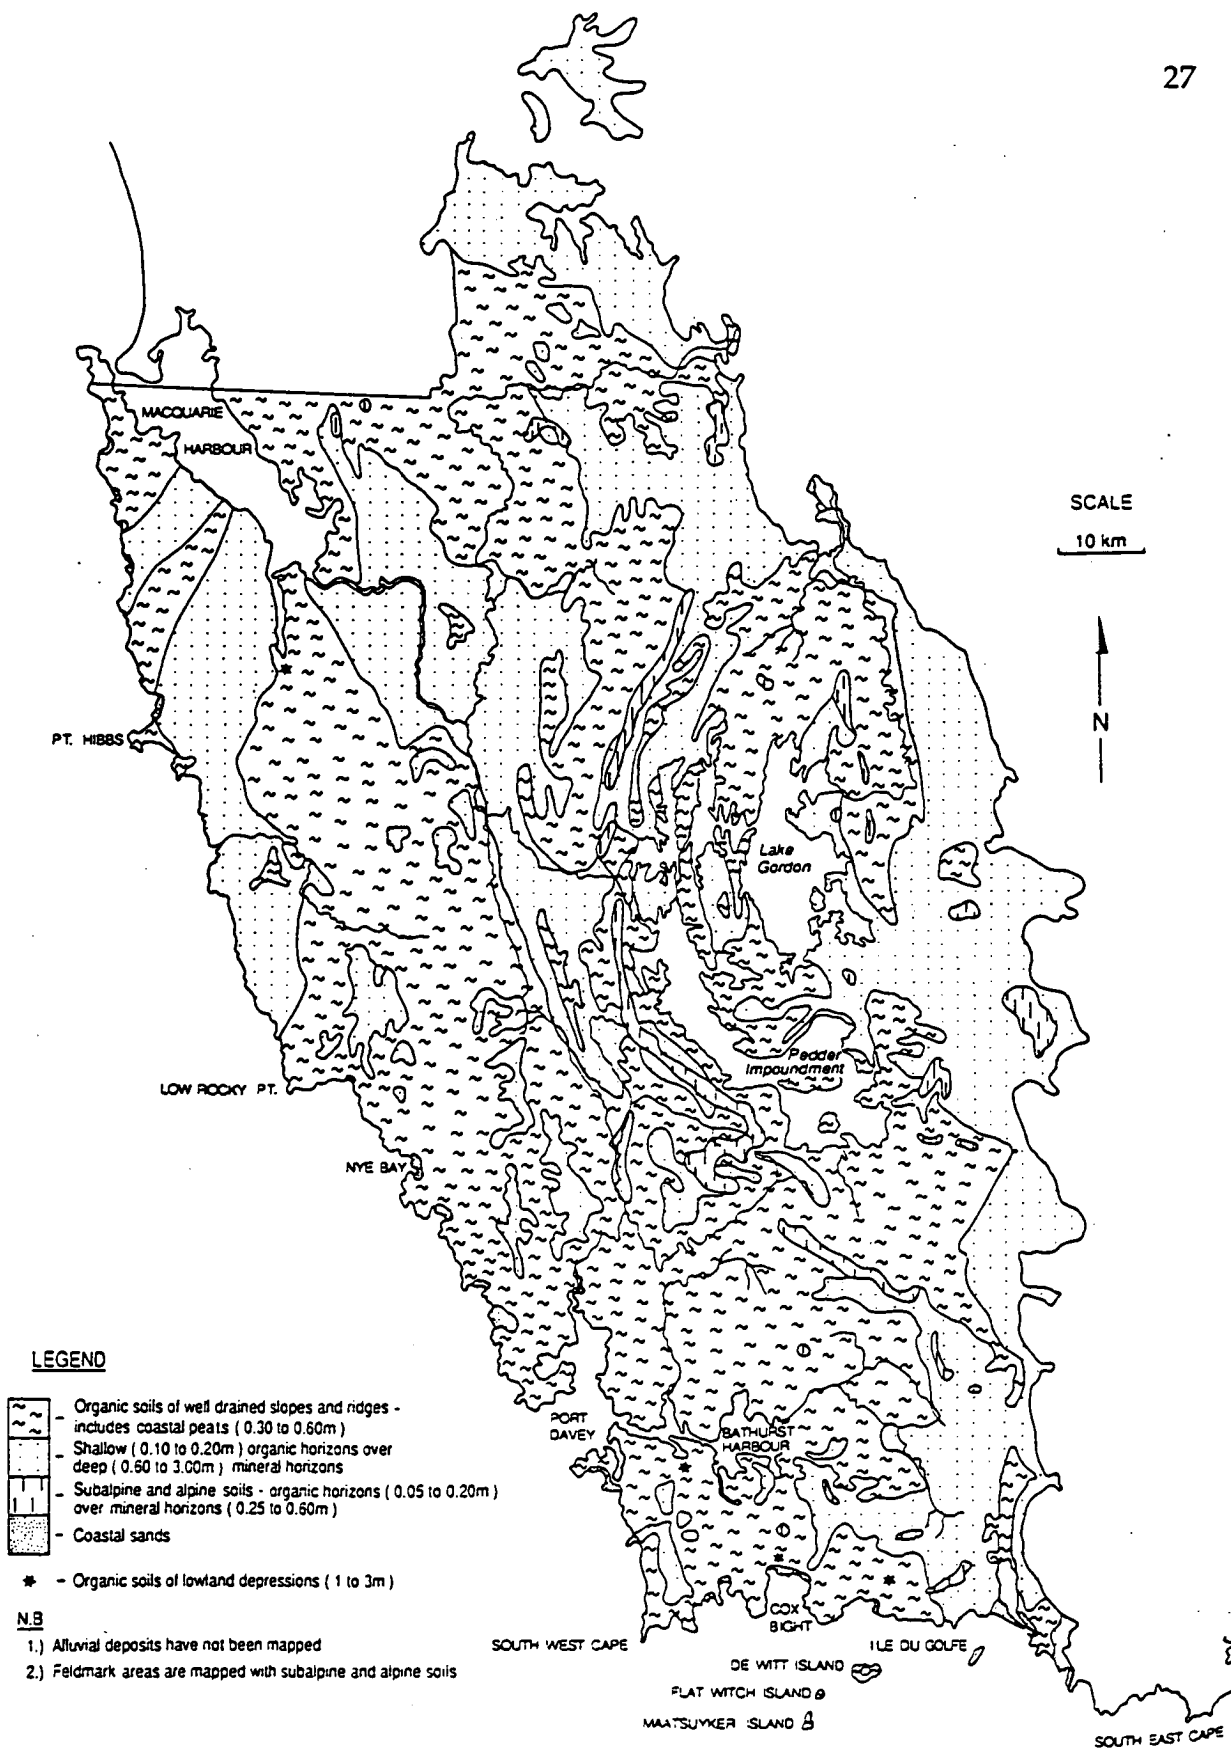 27
MACQUARIE
HARBOUR
SCALE
10 km
N
PT. HIBBS
Lake
Gordon
Pedder
Impoundment
LOW ROCKY PT.
NYE BAY
LEGEND
- Organic soils of well drained slopes and ridges -
includes coastal peats ( 0.30 to 0.60m )
- Shallow ( 0.10 to 0.20m ) organic horizons over
deep ( 0.60 to 3.00m ) mineral horizons
- Subalpine and alpine soils - organic horizons ( 0.05 to 0.20m )
over mineral horizons ( 0.25 to 0.60m )
- Coastal sands
* - Organic soils of lowland depressions ( 1 to 3m )
N.B
1.) Alluvial deposits have not been mapped
2.) Feldmark areas are mapped with subalpine and alpine soils
PORT
DAVEY
BATHURST
HARBOUR
COX
BIGHT
SOUTH WEST CAPE
ILE DU GOLFE
DE WITT ISLAND
FLAT WITCH ISLAND
MAATSUYKER ISLAND
SOUTH EAST CAPE